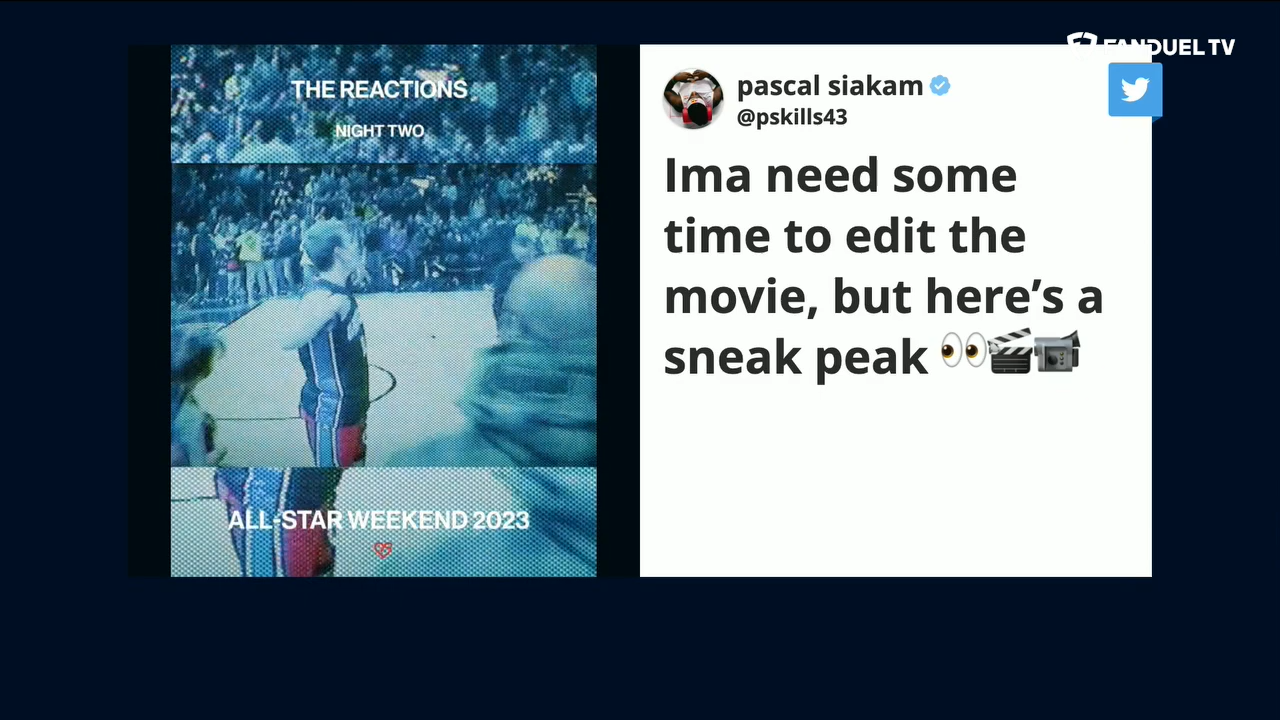 FANDUEL TV
THE REACTIONS
NIGHT TWO
ALL-STAR WEEKEND 2023
pascal siakam
@pskills43
Ima need some
time to edit the
movie, but here’s a
sneak peak 👀🎬📹